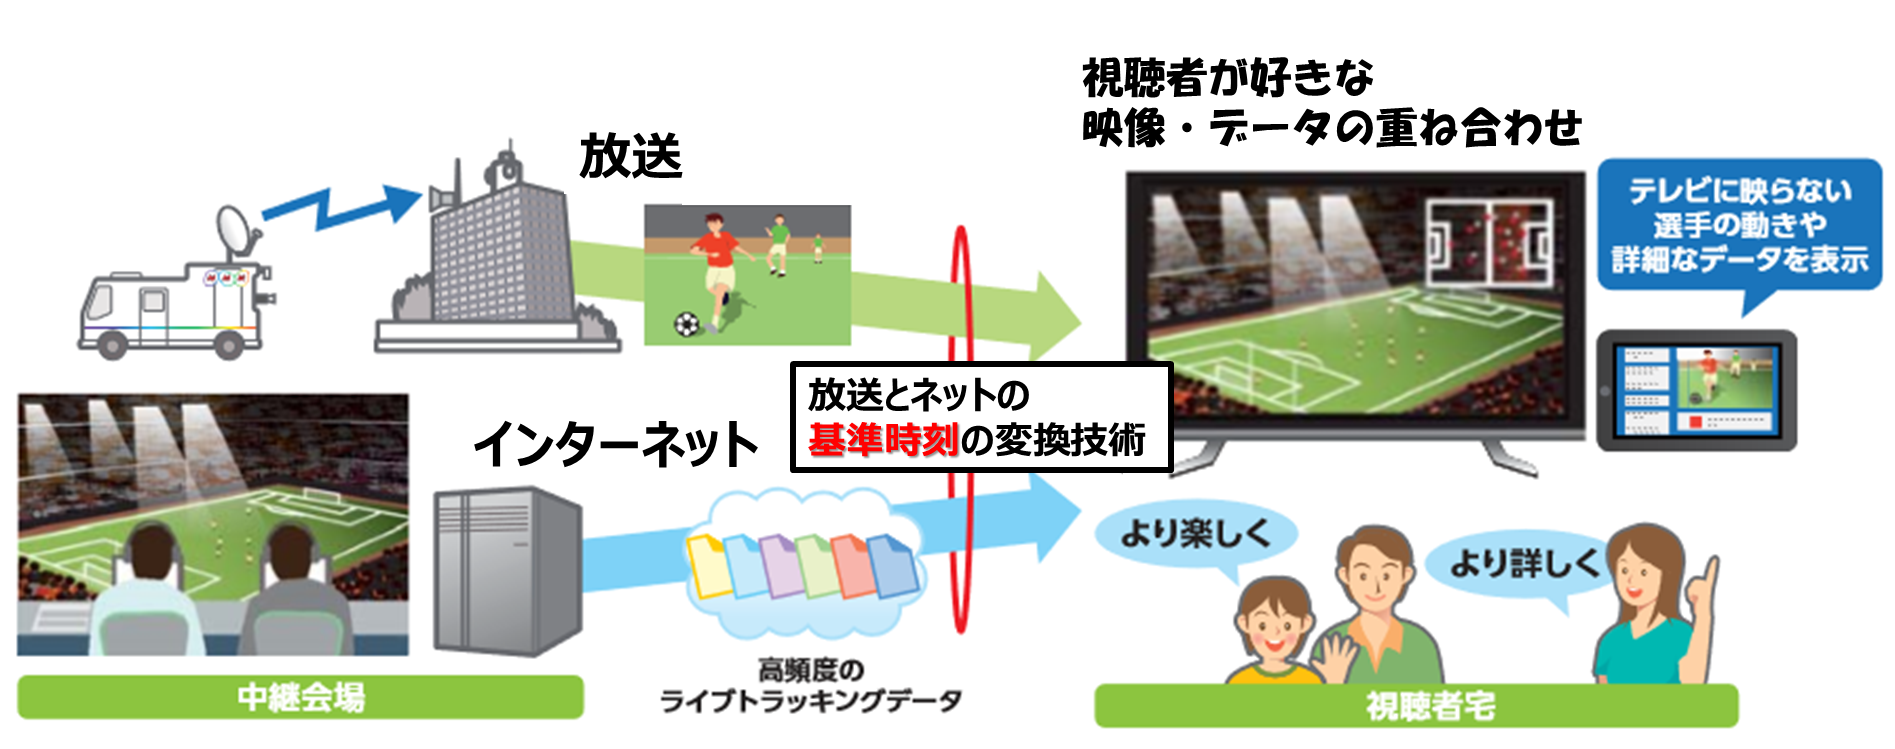 放送
視聴者が好きな
映像・データの重ね合わせ
テレビに映らない
選手の動きや
詳細なデータを表示
インターネット
放送とネットの
基準時刻の変換技術
より楽しく
より詳しく
高頻度の
ライブトラッキングデータ
中継会場
視聴者宅